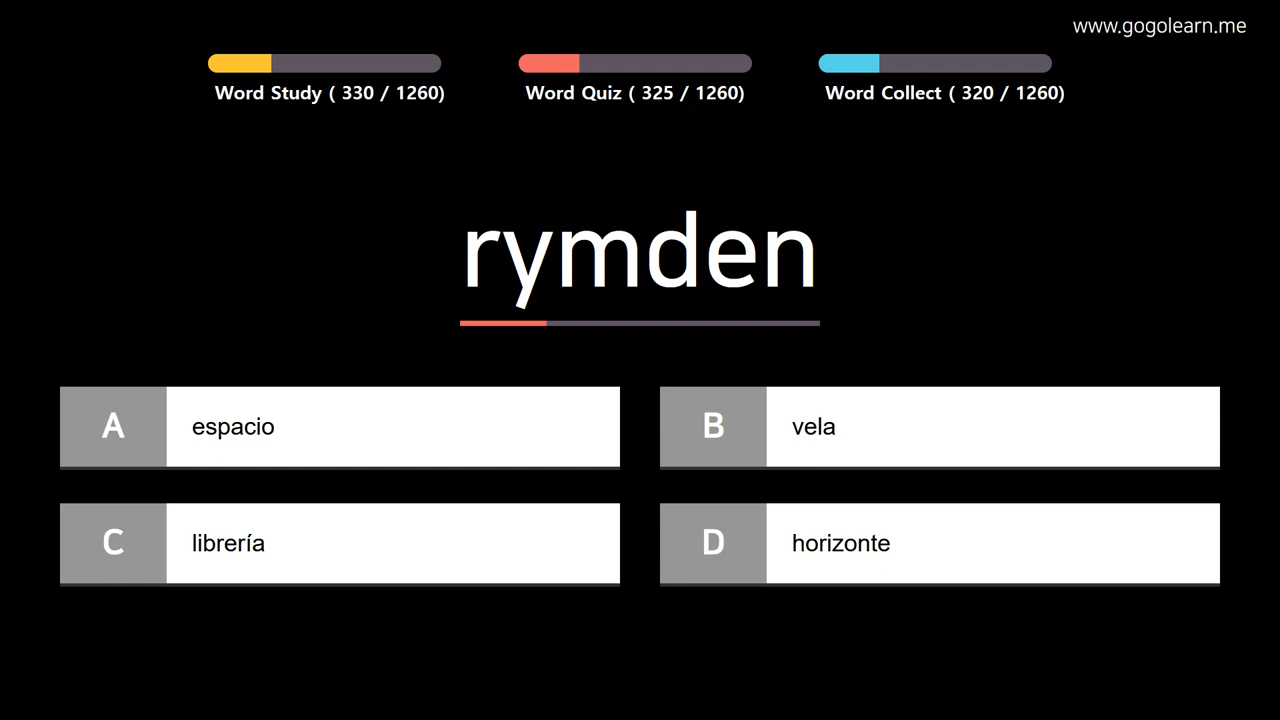 www.gogolearn.me
Word Study ( 330 / 1260)
Word Quiz ( 325 / 1260)
Word Collect ( 320 / 1260)
rymden
A espacio
B vela
C librería
D horizonte